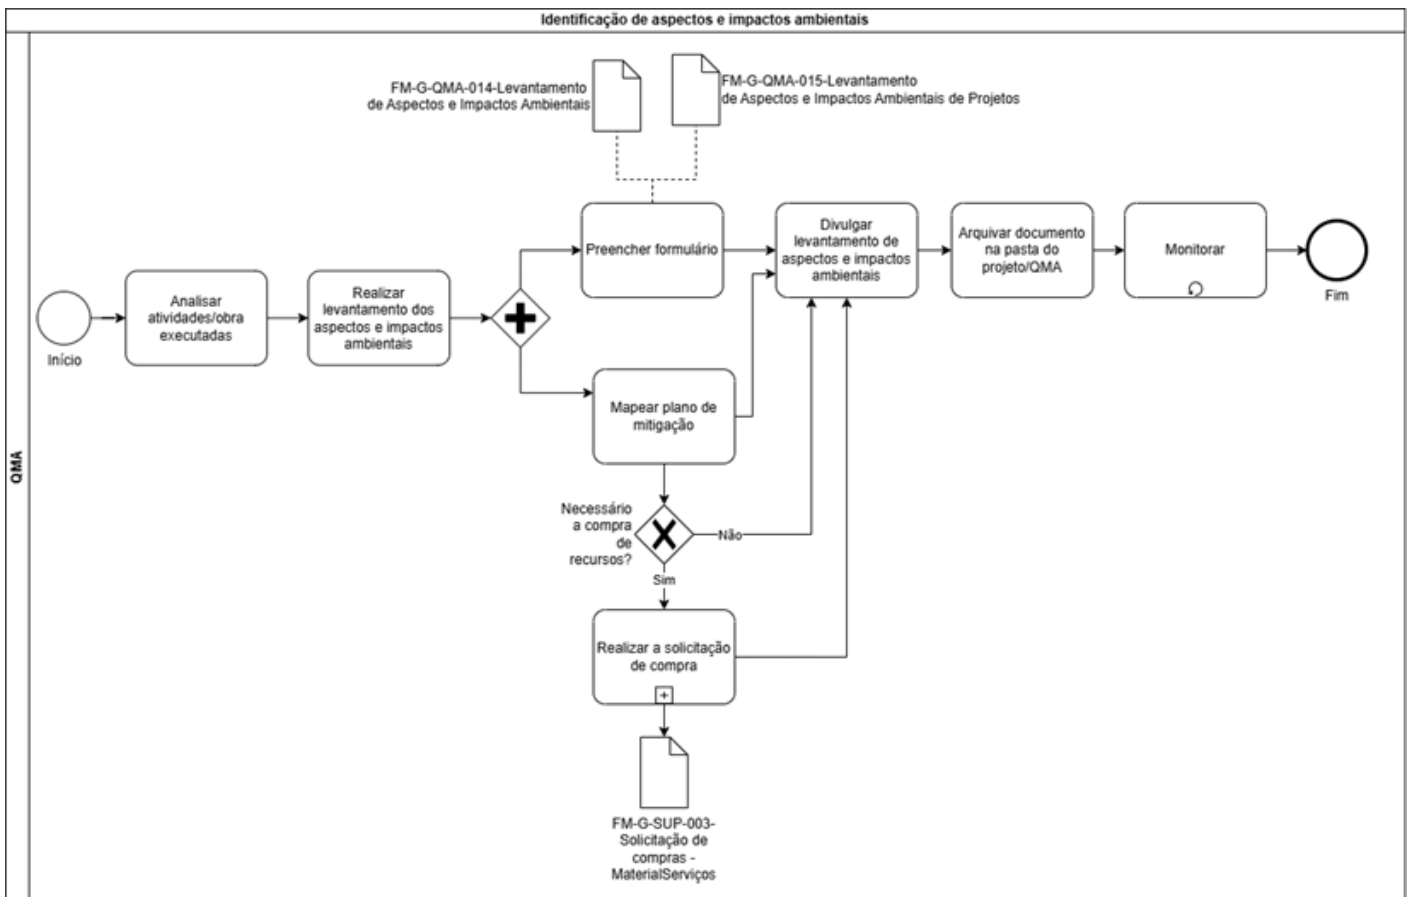 Identificação de aspectos e impactos ambientais
QMA
FM-G-QMA-014-Levantamento
de Aspectos e Impactos Ambientais
FM-G-QMA-015-Levantamento
de Aspectos e Impactos Ambientais de Projetos
Início
Analisar
atividades/obra
executadas
Realizar
levantamento dos
aspectos e impactos
ambientais
Preencher formulário
Divulgar
levantamento de
aspectos e impactos
ambientais
Arquivar documento
na pasta do
projeto/QMA
Monitorar
Fim
Mapear plano de
mitigação
Necessário
a compra
de
recursos?
Não
Sim
Realizar a solicitação
de compra
FM-G-SUP-003-
Solicitação de
compras -
MaterialServiços